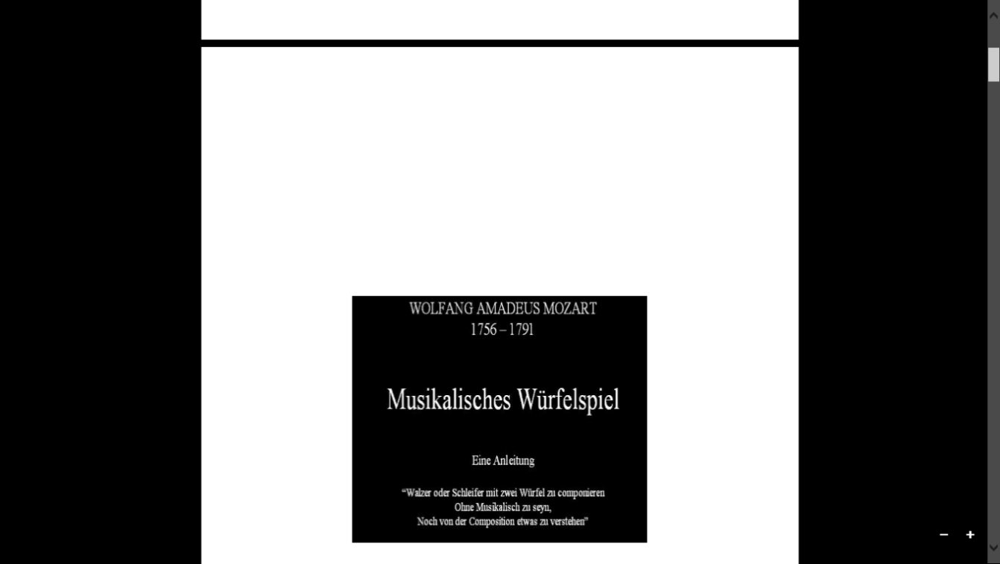 WOLFANG AMADEUS MOZART
1756 – 1791
Musikalisches Würfelspiel
Eine Anleitung
“Walzer oder Schleifer mit zwei Würfel zu componieren
Ohne Musikalisch zu seyn,
Noch von der Composition etwas zu verstehen”